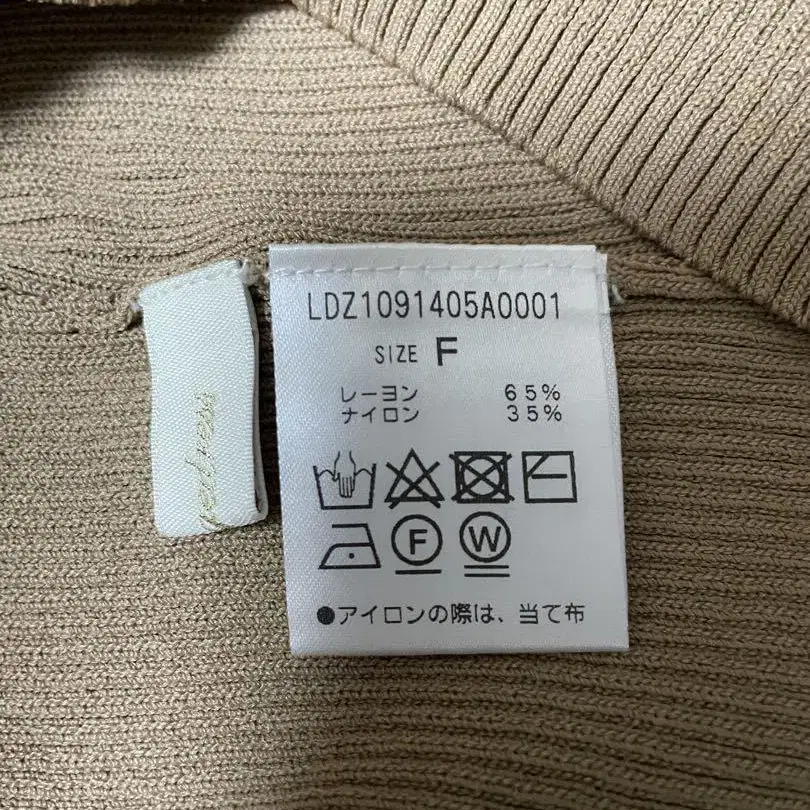 LDZ1091405A0001
SIZE F
レーヨン 65%
ナイロン 35%
F W
●アイロンの際は、当て布